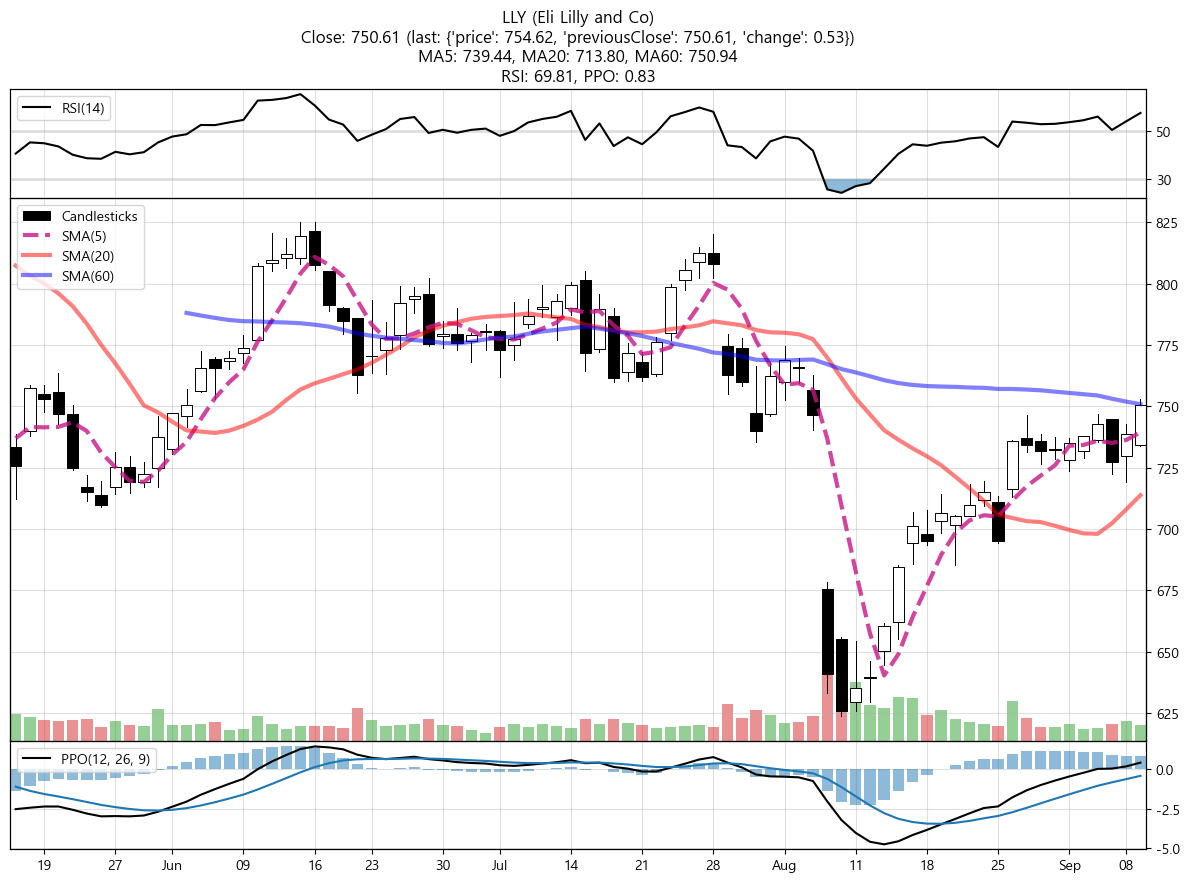 LLY (Eli Lilly and Co)
Close: 750.61 (last: {'price': 754.62, 'previousClose': 750.61, 'change': 0.53})
MA5: 739.44, MA20: 713.80, MA60: 750.94
RSI: 69.81, PPO: 0.83
RSI(14)
50
30
Candlesticks
SMA(5)
SMA(20)
SMA(60)
825
800
775
750
725
700
675
650
625
PPO(12, 26, 9)
0.0
-2.5
-5.0
19 27 Jun 09 16 23 Jul 14 21 28 Aug 11 18 25 Sep 08